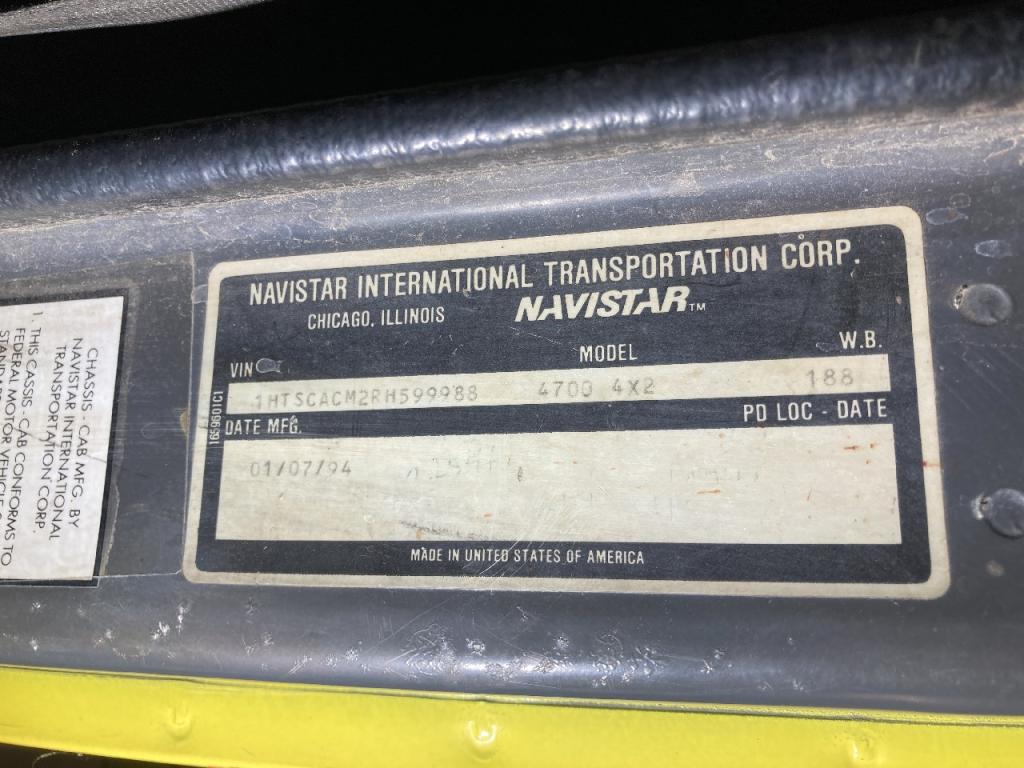 NAVISTAR INTERNATIONAL TRANSPORTATION CORP.
CHICAGO, ILLINOIS NAVISTAR™
VIN MODEL W.B.
1HTSCACM2RH599988 4700 4X2 188
DATE MFG. PD LOC - DATE
01/07/94
MADE IN UNITED STATES OF AMERICA
1659601C1
CHASSIS - CAB MFG. BY
NAVISTAR INTERNATIONAL
TRANSPORTATION CORP.
1. THIS CASSIS-CAB CONFORMS TO
FEDERAL MOTOR VEHICLE